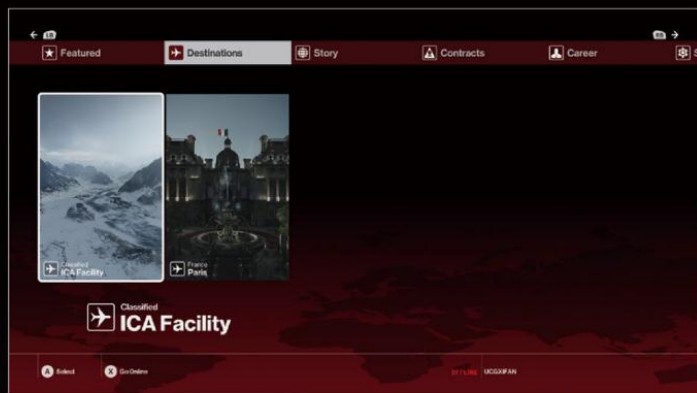 LB
RB
Featured
Destinations
Story
Contracts
Career
S
Classified
ICA Facility
France
Paris
Classified
ICA Facility
A Select
X Go Online
OFFLINE
UCGXIFAN